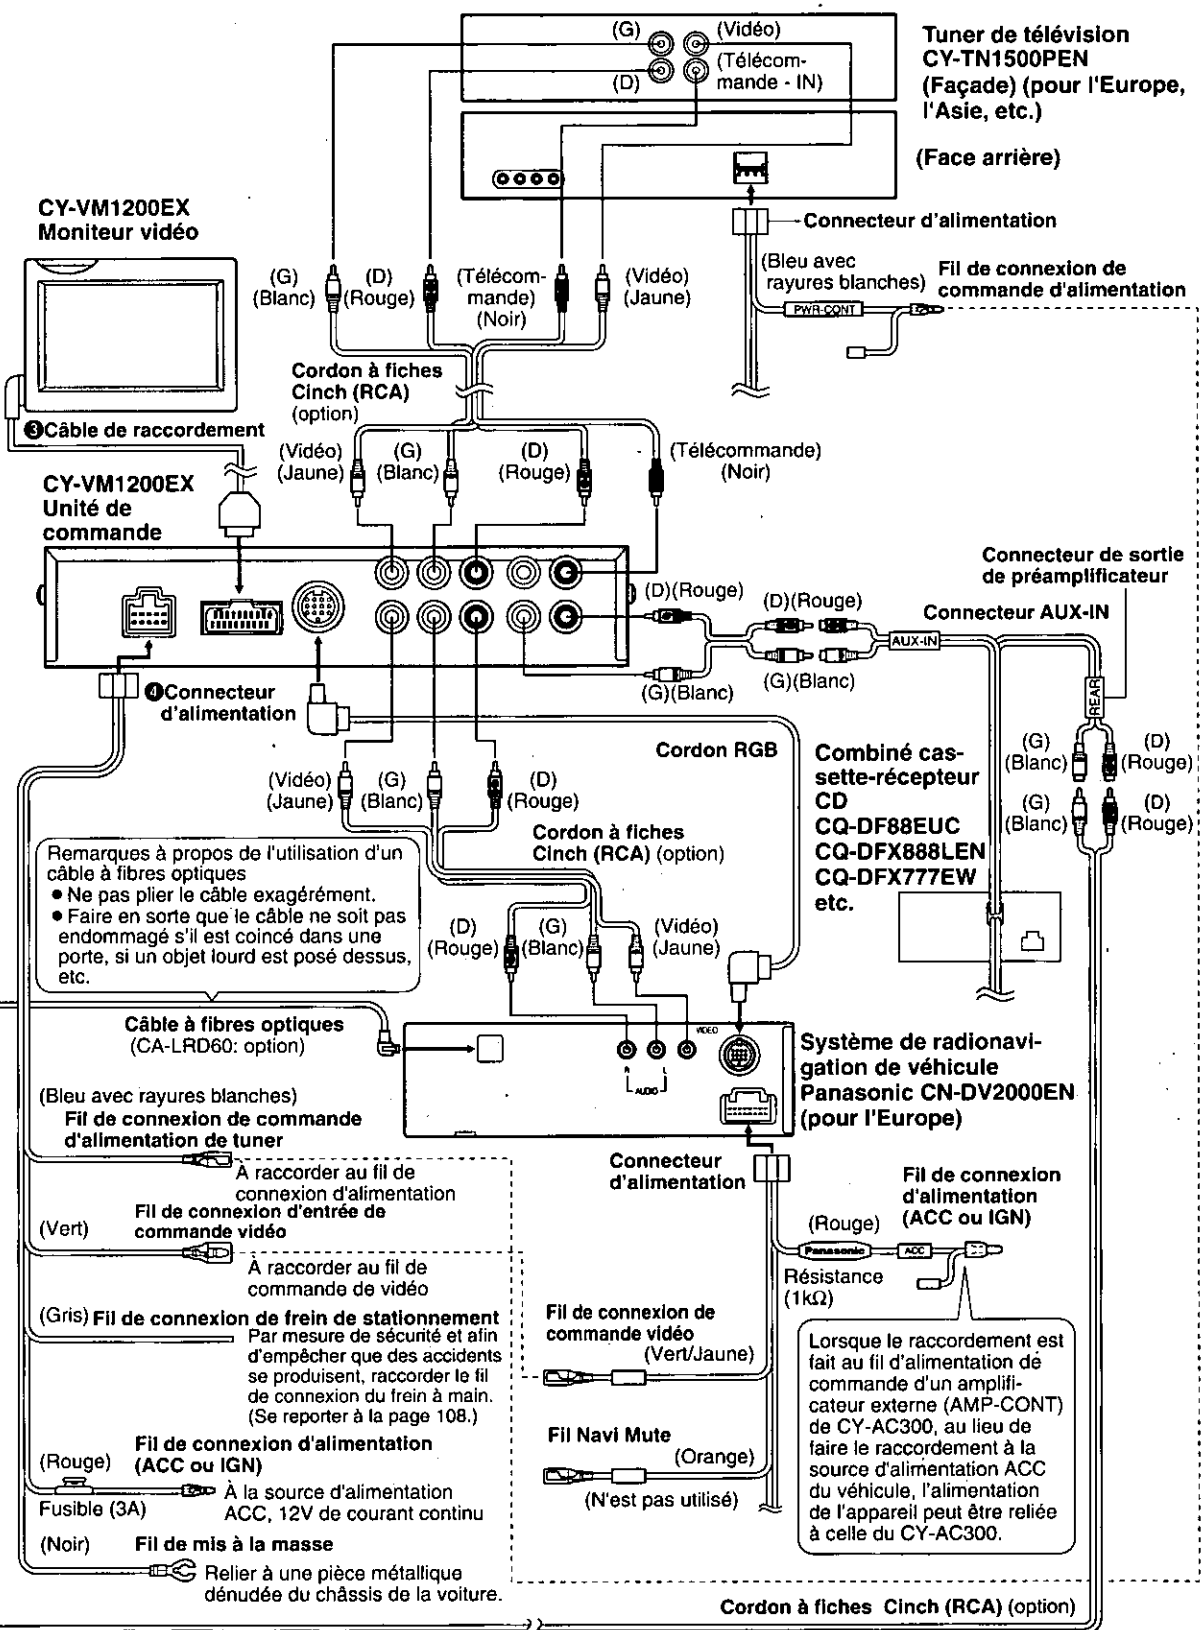 (G)
(Vidéo)
(D)
(Télécom-
mande - IN)
Tuner de télévision
CY-TN1500PEN
(Façade) (pour l'Europe,
l'Asie, etc.)
(Face arrière)
CY-VM1200EX
Moniteur vidéo
Connecteur d'alimentation
(G)
(Blanc)
(D)
(Rouge)
(Télécom-
mande)
(Noir)
(Vidéo)
(Jaune)
(Bleu avec
rayures blanches)
PWR-CONT
Fil de connexion de
commande d'alimentation
Cordon à fiches
Cinch (RCA)
(option)
❸Câble de raccordement
(Vidéo)
(Jaune)
(G)
(Blanc)
(D)
(Rouge)
(Télécommande)
(Noir)
CY-VM1200EX
Unité de
commande
Connecteur de sortie
de préamplificateur
(D)(Rouge)
(D)(Rouge)
Connecteur AUX-IN
AUX-IN
(G)(Blanc)
(G)(Blanc)
REAR
❹Connecteur
d'alimentation
Cordon RGB
Combiné cas-
sette-récepteur
CD
CQ-DF88EUC
CQ-DFX888LEN
CQ-DFX777EW
etc.
(G)
(Blanc)
(D)
(Rouge)
(G)
(Blanc)
(D)
(Rouge)
(Vidéo)
(Jaune)
(G)
(Blanc)
(D)
(Rouge)
Cordon à fiches
Cinch (RCA) (option)
Remarques à propos de l'utilisation d'un
câble à fibres optiques
● Ne pas plier le câble exagérément.
● Faire en sorte que le câble ne soit pas
endommagé s'il est coincé dans une
porte, si un objet lourd est posé dessus,
etc.
(D)
(Rouge)
(G)
(Blanc)
(Vidéo)
(Jaune)
Câble à fibres optiques
(CA-LRD60: option)
VIDEO
R
L
AUDIO
Système de radionavi-
gation de véhicule
Panasonic CN-DV2000EN
(pour l'Europe)
(Bleu avec rayures blanches)
Fil de connexion de commande
d'alimentation de tuner
À raccorder au fil de
connexion d'alimentation
Connecteur
d'alimentation
Fil de connexion
d'alimentation
(ACC ou IGN)
(Rouge)
Panasonic
ACC
Résistance
(1kΩ)
(Vert)
Fil de connexion d'entrée de
commande vidéo
À raccorder au fil de
commande de vidéo
(Gris) Fil de connexion de frein de stationnement
Par mesure de sécurité et afin
d'empêcher que des accidents
se produisent, raccorder le fil
de connexion du frein à main.
(Se reporter à la page 108.)
Fil de connexion de
commande vidéo
(Vert/Jaune)
Lorsque le raccordement est
fait au fil d'alimentation de
commande d'un amplifi-
cateur externe (AMP-CONT)
de CY-AC300, au lieu de
faire le raccordement à la
source d'alimentation ACC
du véhicule, l'alimentation
de l'appareil peut être reliée
à celle du CY-AC300.
Fil Navi Mute
(Orange)
(N'est pas utilisé)
(Rouge)
Fil de connexion d'alimentation
(ACC ou IGN)
Fusible (3A)
À la source d'alimentation
ACC, 12V de courant continu
(Noir)
Fil de mis à la masse
Relier à une pièce métallique
dénudée du châssis de la voiture.
Cordon à fiches Cinch (RCA) (option)